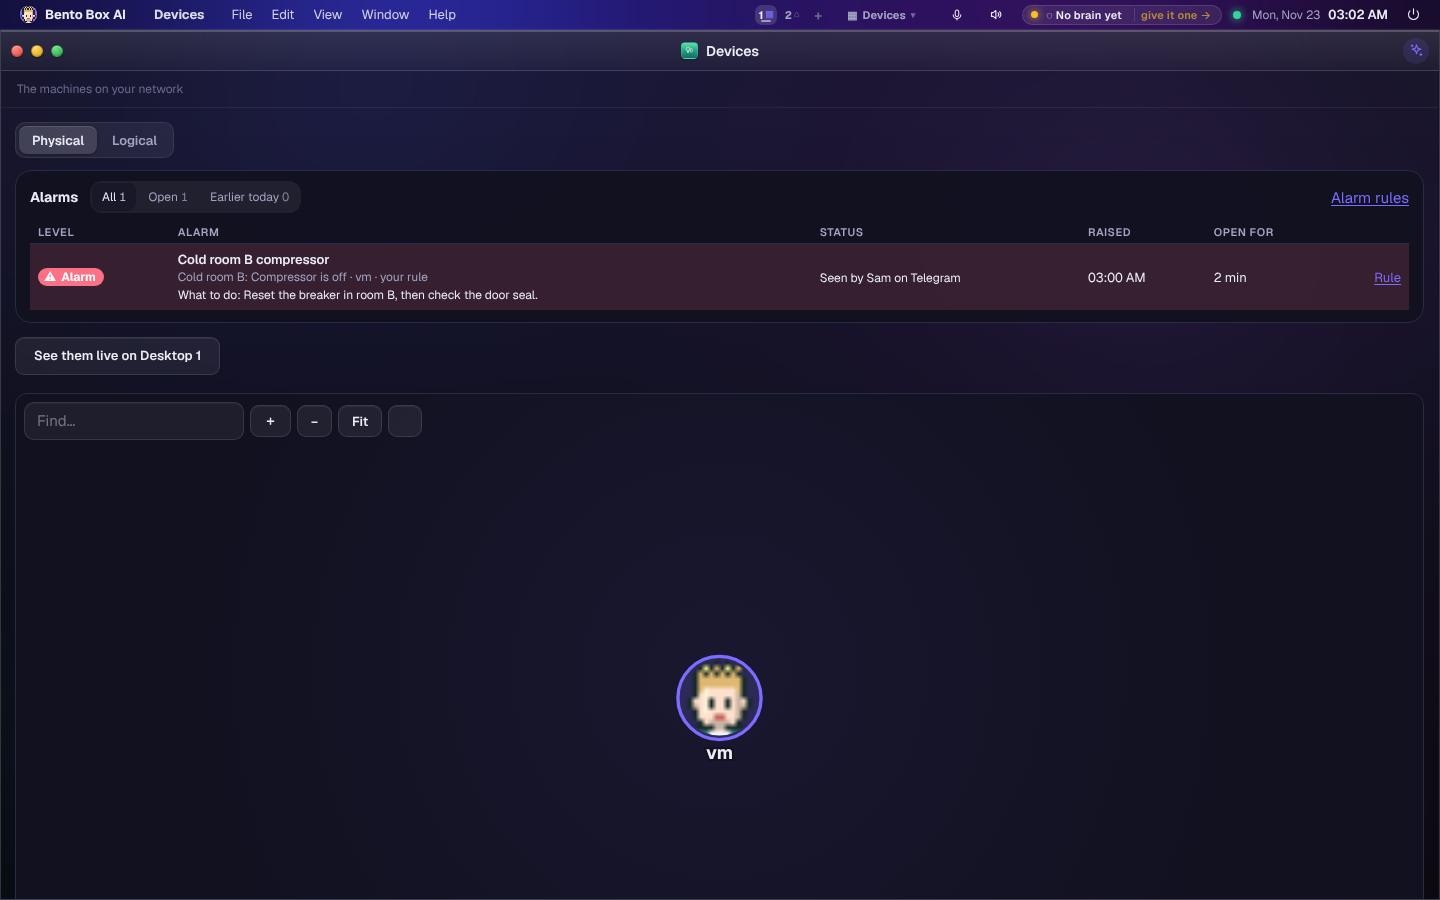 Bento Box AI Devices File Edit View Window Help 1 2 + Devices No brain yet give it one → Mon, Nov 23 03:02 AM
Devices
The machines on your network
Physical Logical
Alarms All 1 Open 1 Earlier today 0 Alarm rules
LEVEL ALARM STATUS RAISED OPEN FOR
Cold room B compressor
Alarm Cold room B: Compressor is off · vm · your rule Seen by Sam on Telegram 03:00 AM 2 min Rule
What to do: Reset the breaker in room B, then check the door seal.
See them live on Desktop 1
Find... + − Fit
vm